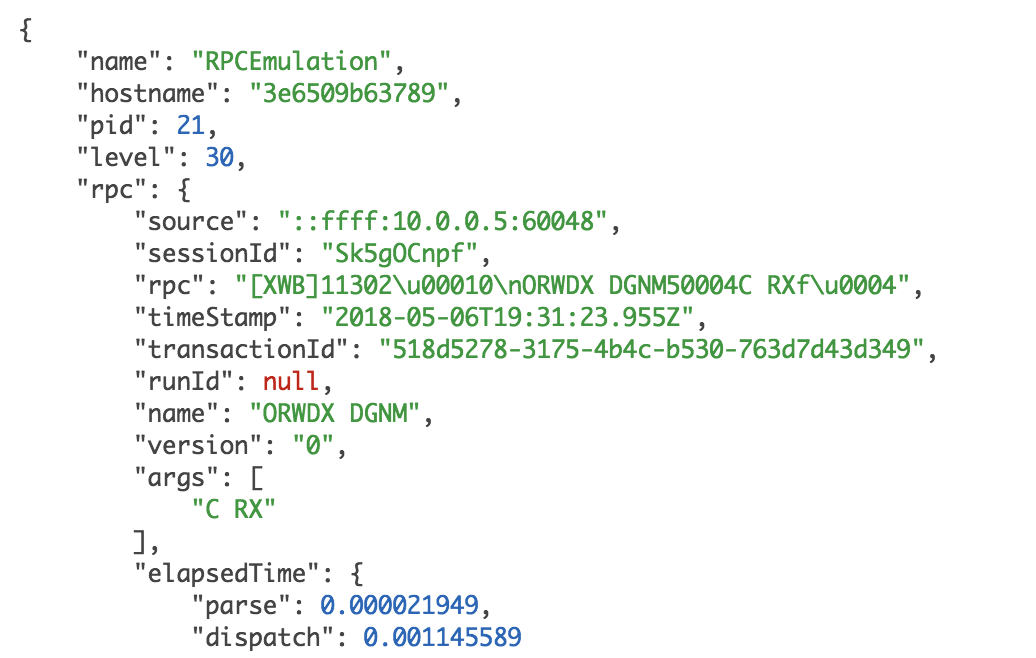 {
    "name": "RPCEmulation",
    "hostname": "3e6509b63789",
    "pid": 21,
    "level": 30,
    "rpc": {
        "source": "::ffff:10.0.0.5:60048",
        "sessionId": "Sk5gOCnpf",
        "rpc": "[XWB]11302\u00010\nORWDX DGNM50004C RXf\u0004",
        "timeStamp": "2018-05-06T19:31:23.955Z",
        "transactionId": "518d5278-3175-4b4c-b530-763d7d43d349",
        "runId": null,
        "name": "ORWDX DGNM",
        "version": "0",
        "args": [
            "C RX"
        ],
        "elapsedTime": {
            "parse": 0.000021949,
            "dispatch": 0.001145589